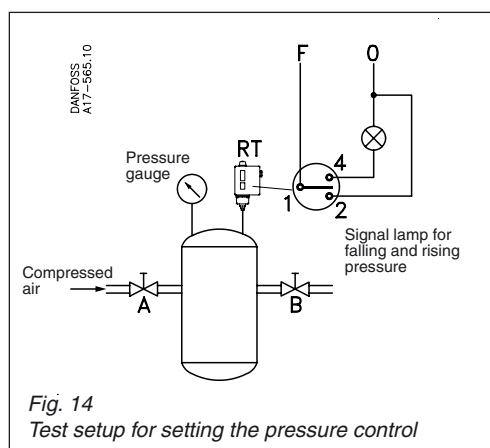 DANFOSS
A17-565.10
F
0
RT
Pressure
gauge
4
1
2
Signal lamp for
falling and rising
pressure
Compressed
air
A
B
Fig. 14
Test setup for setting the pressure control